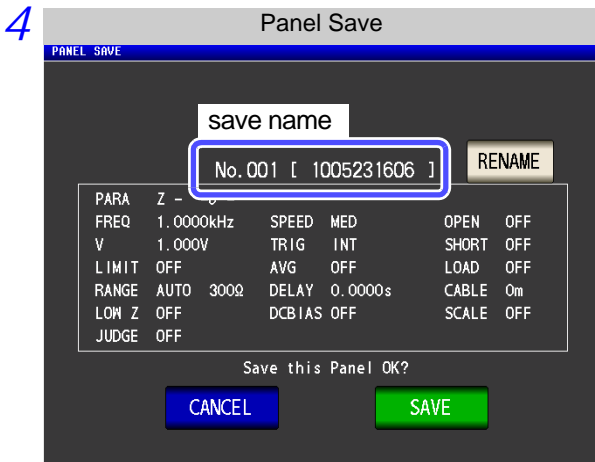 4
Panel Save
PANEL SAVE
save name
No.001 [ 1005231606 ]
RENAME
PARA Z -
FREQ 1.0000kHz SPEED MED OPEN OFF
V 1.000V TRIG INT SHORT OFF
LIMIT OFF AVG OFF LOAD OFF
RANGE AUTO 300Ω DELAY 0.0000s CABLE 0m
LOW Z OFF DCBIAS OFF SCALE OFF
JUDGE OFF
Save this Panel OK?
CANCEL SAVE